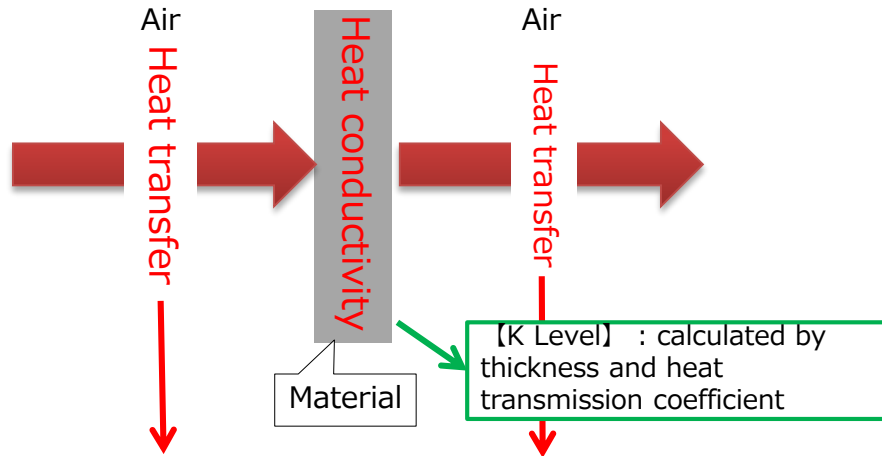 Air
Air
Heat transfer
Heat conductivity
Heat transfer
【K Level】 : calculated by
thickness and heat
transmission coefficient
Material